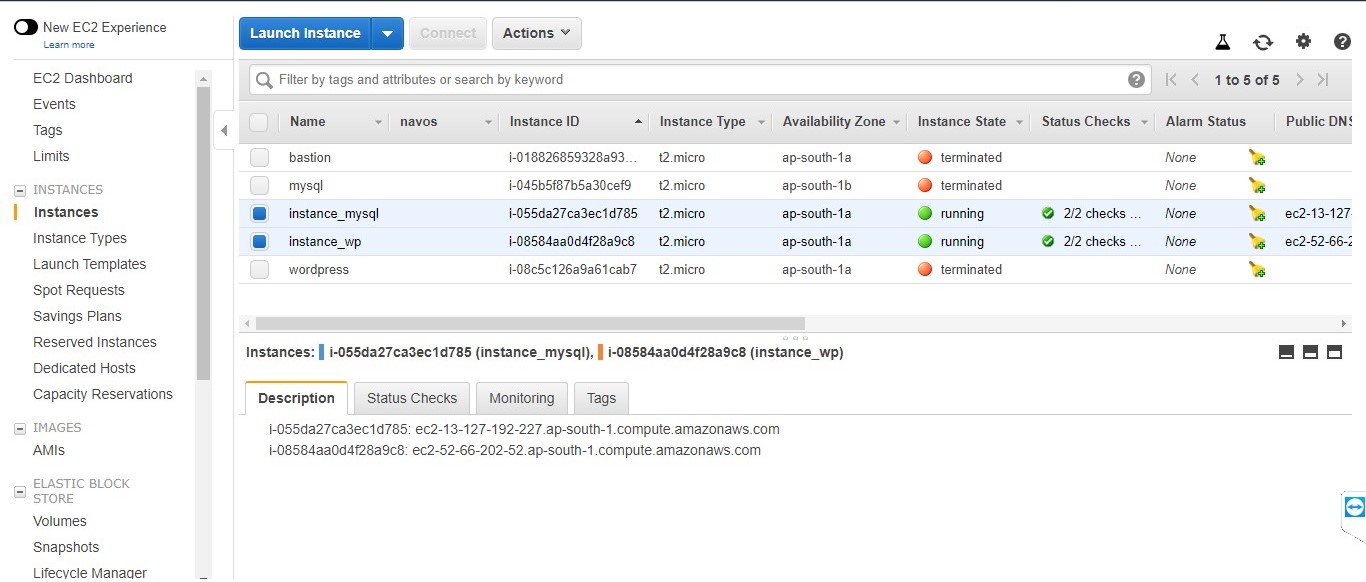 New EC2 Experience
Learn more
EC2 Dashboard
Events
Tags
Limits
INSTANCES
Instances
Instance Types
Launch Templates
Spot Requests
Savings Plans
Reserved Instances
Dedicated Hosts
Capacity Reservations
IMAGES
AMIs
ELASTIC BLOCK
STORE
Volumes
Snapshots
Lifecycle Manager
Launch Instance Connect Actions
Filter by tags and attributes or search by keyword 1 to 5 of 5
Name navos Instance ID Instance Type Availability Zone Instance State Status Checks Alarm Status Public DNS
bastion i-018826859328a93... t2.micro ap-south-1a terminated None
mysql i-045b5f87b5a30cef9 t2.micro ap-south-1b terminated None
instance_mysql i-055da27ca3ec1d785 t2.micro ap-south-1a running 2/2 checks ... None ec2-13-127-
instance_wp i-08584aa0d4f28a9c8 t2.micro ap-south-1a running 2/2 checks ... None ec2-52-66-2
wordpress i-08c5c126a9a61cab7 t2.micro ap-south-1a terminated None
Instances: i-055da27ca3ec1d785 (instance_mysql), i-08584aa0d4f28a9c8 (instance_wp)
Description Status Checks Monitoring Tags
i-055da27ca3ec1d785: ec2-13-127-192-227.ap-south-1.compute.amazonaws.com
i-08584aa0d4f28a9c8: ec2-52-66-202-52.ap-south-1.compute.amazonaws.com